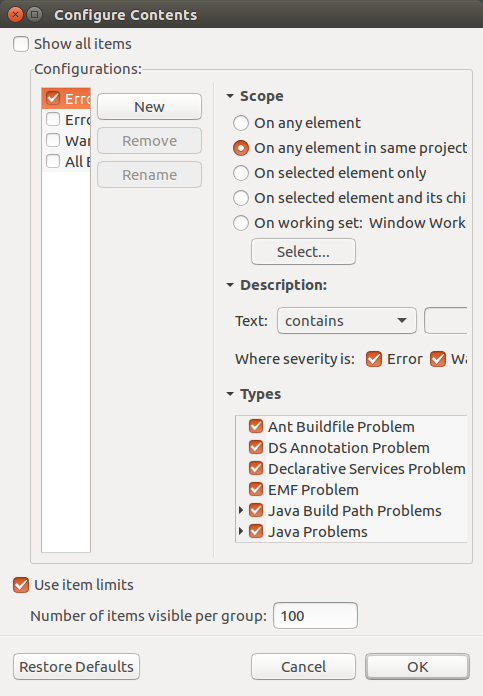 Configure Contents
Show all items
Configurations:
Erro
Erro
War
All E
New
Remove
Rename
Scope
On any element
On any element in same project
On selected element only
On selected element and its chi
On working set: Window Work
Select...
Description:
Text: contains
Where severity is: Error Wa
Types
Ant Buildfile Problem
DS Annotation Problem
Declarative Services Problem
EMF Problem
Java Build Path Problems
Java Problems
Use item limits
Number of items visible per group: 100
Restore Defaults Cancel OK